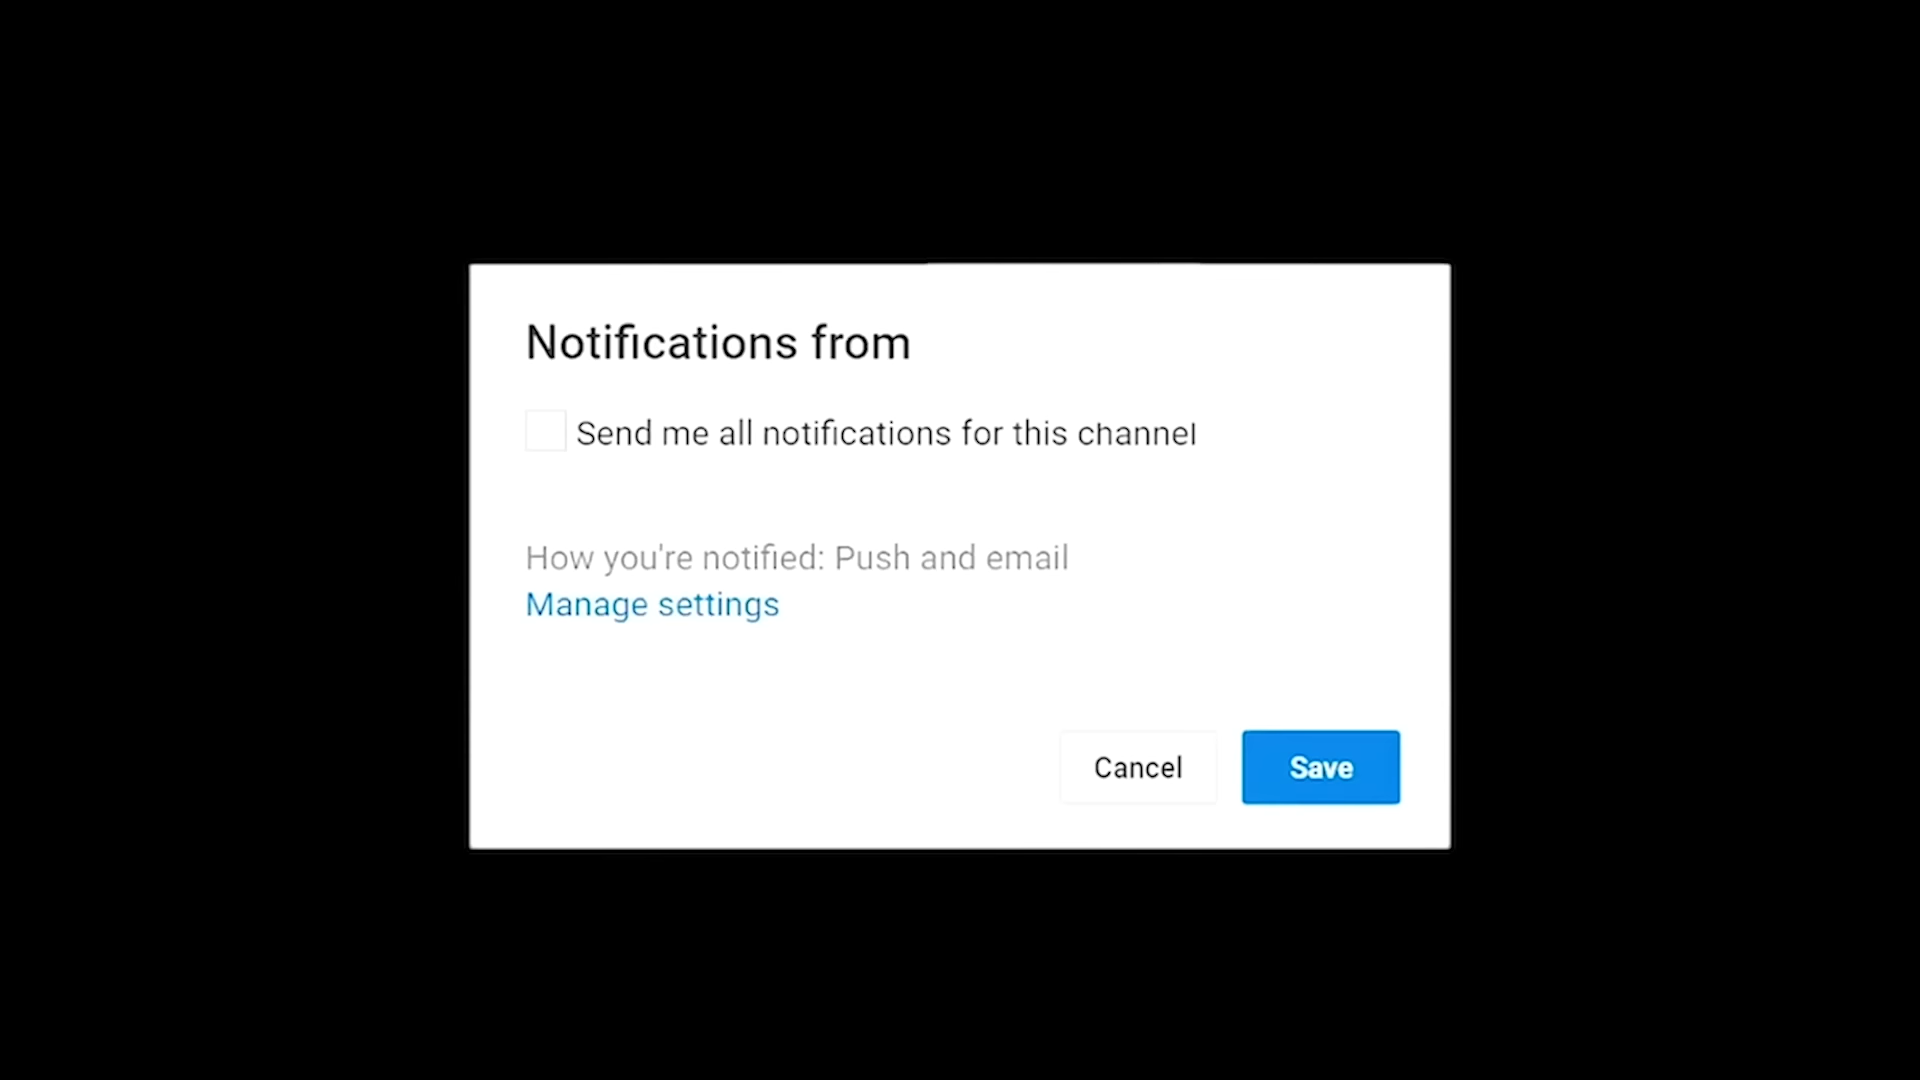 Notifications from
Send me all notifications for this channel
How you're notified: Push and email
Manage settings
Cancel
Save